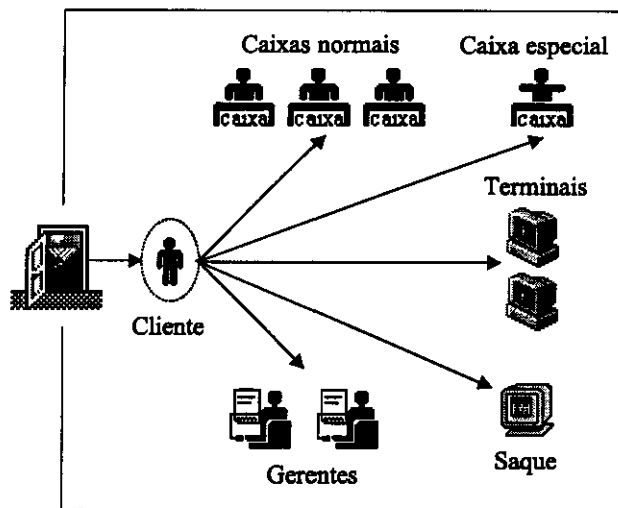 Caixas normais
Caixa especial
caixa caixa caixa
caixa
Terminais
Cliente
Gerentes
Saque